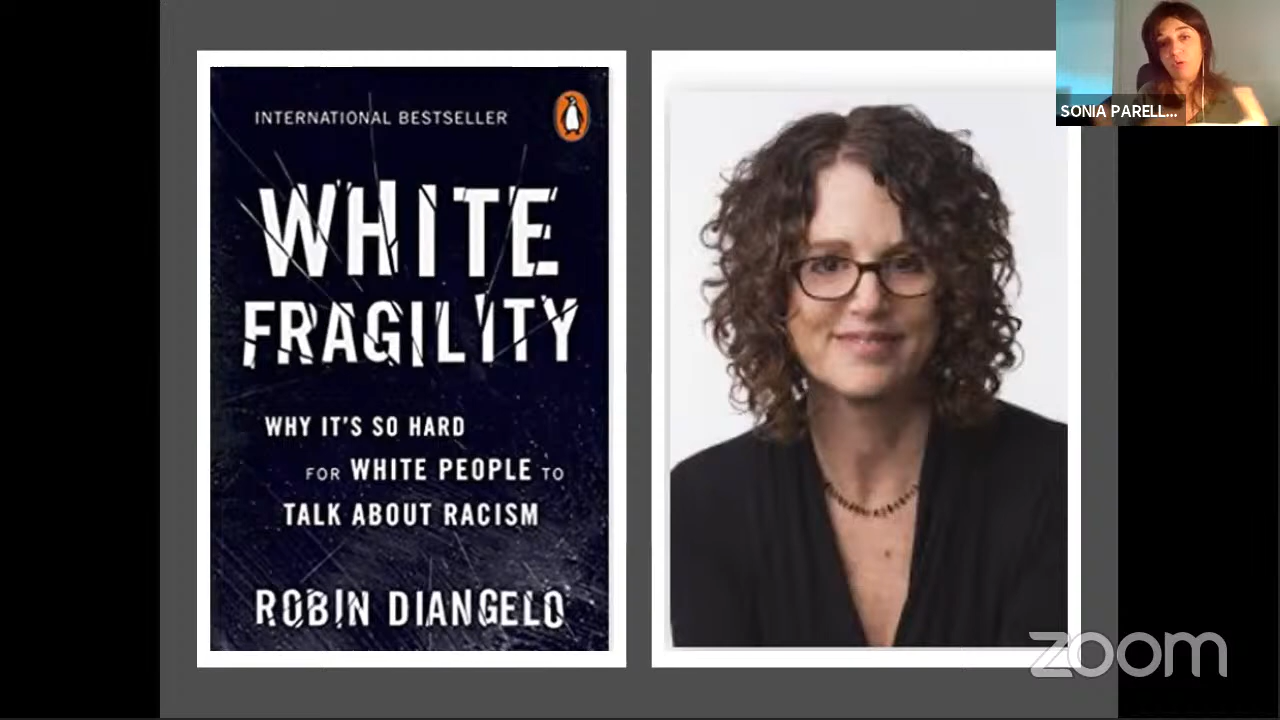 INTERNATIONAL BESTSELLER
WHITE
FRAGILITY
WHY IT'S SO HARD
FOR WHITE PEOPLE TO
TALK ABOUT RACISM
ROBIN DIANGELO
SONIA PARELL...
zoom